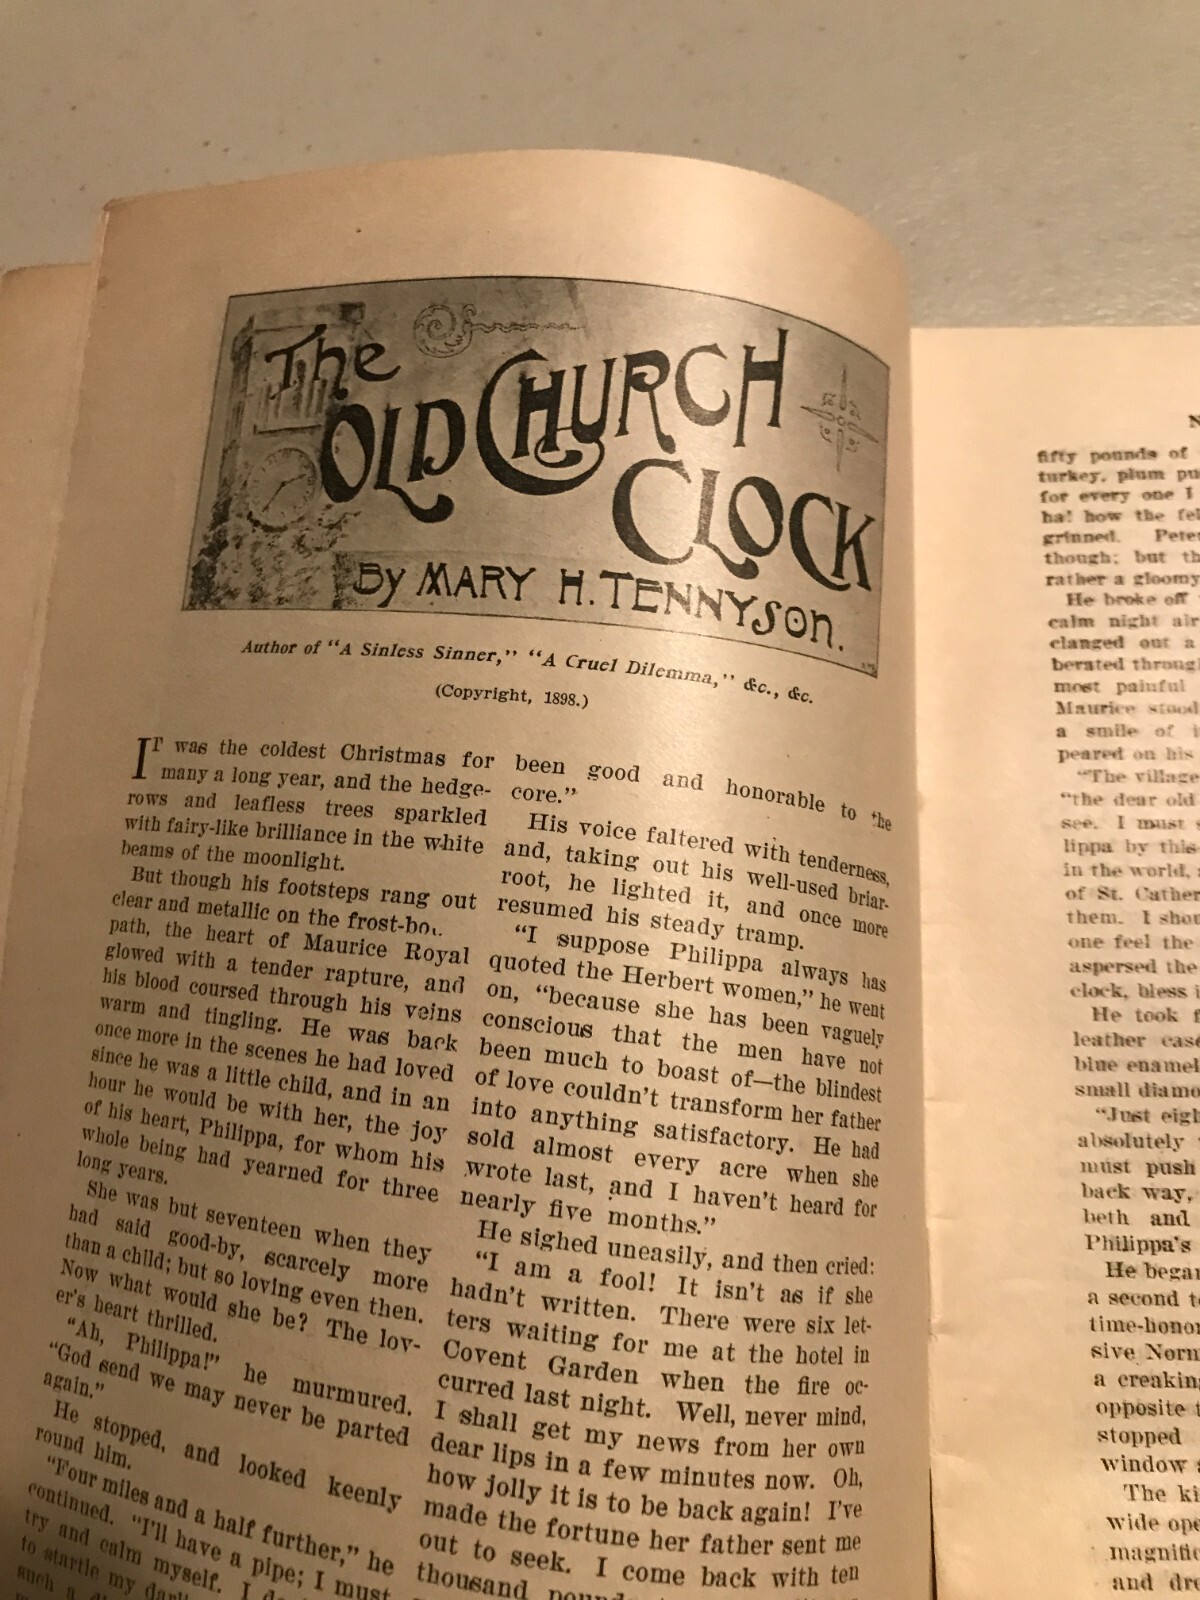 The
OLD CHURCH
CLOCK
By MARY H. TENNYSON.
Author of "A Sinless Sinner," "A Cruel Dilemma," &c., &c.
(Copyright, 1898.)
IT was the coldest Christmas for
many a long year, and the hedge-
rows and leafless trees sparkled
with fairy-like brilliance in the white
beams of the moonlight.
But though his footsteps rang out
clear and metallic on the frost-
path, the heart of Maurice Royal
glowed with a tender rapture, and
his blood coursed through his veins
warm and tingling. He was back
once more in the scenes he had loved
since he was a little child, and in an
hour he would be with her, the joy
of his heart, Philippa, for whom his
whole being had yearned for three
long years.
She was but seventeen when they
had said good-by, scarcely more
than a child; but so loving even then.
Now what would she be? The lov-
er's heart thrilled.
"Ah, Philippa!" he murmured.
"God send we may never be parted
again."
He stopped, and looked keenly
round him.
"Four miles and a half further," he
continued. "I'll have a pipe; I must
try and calm myself. I
to startle my
such a
been good and honorable to the
core."
His voice faltered with tenderness,
and, taking out his well-used briar-
root, he lighted it, and once more
resumed his steady tramp.
"I suppose Philippa always has
quoted the Herbert women," he went
on, "because she has been vaguely
conscious that the men have not
been much to boast of—the blindest
of love couldn't transform her father
into anything satisfactory. He had
sold almost every acre when she
wrote last, and I haven't heard for
nearly five months."
He sighed uneasily, and then cried:
"I am a fool! It isn't as if she
hadn't written. There were six let-
ters waiting for me at the hotel in
Covent Garden when the fire oc-
curred last night. Well, never mind,
I shall get my news from her own
dear lips in a few minutes now. Oh,
how jolly it is to be back again! I've
made the fortune her father sent me
out to seek. I come back with ten
thousand
fifty pounds of
turkey, plum
for every one I
ha! how the
grinned.
though; but
rather a gloomy
He broke off
calm night air
clanged out a
most painful
Maurice stood
a smile of
peared on his
"The village
"the dear old
see. I must
lippa by this
in the world,
of St.
them. I
one feel the
aspersed the
clock, bless
He took
leather
blue
small
"Just
absolutely
must push
back way,
beth and
Philippa's
He
a second
time-
sive
a
opposite
stopped
window
The
wide
and